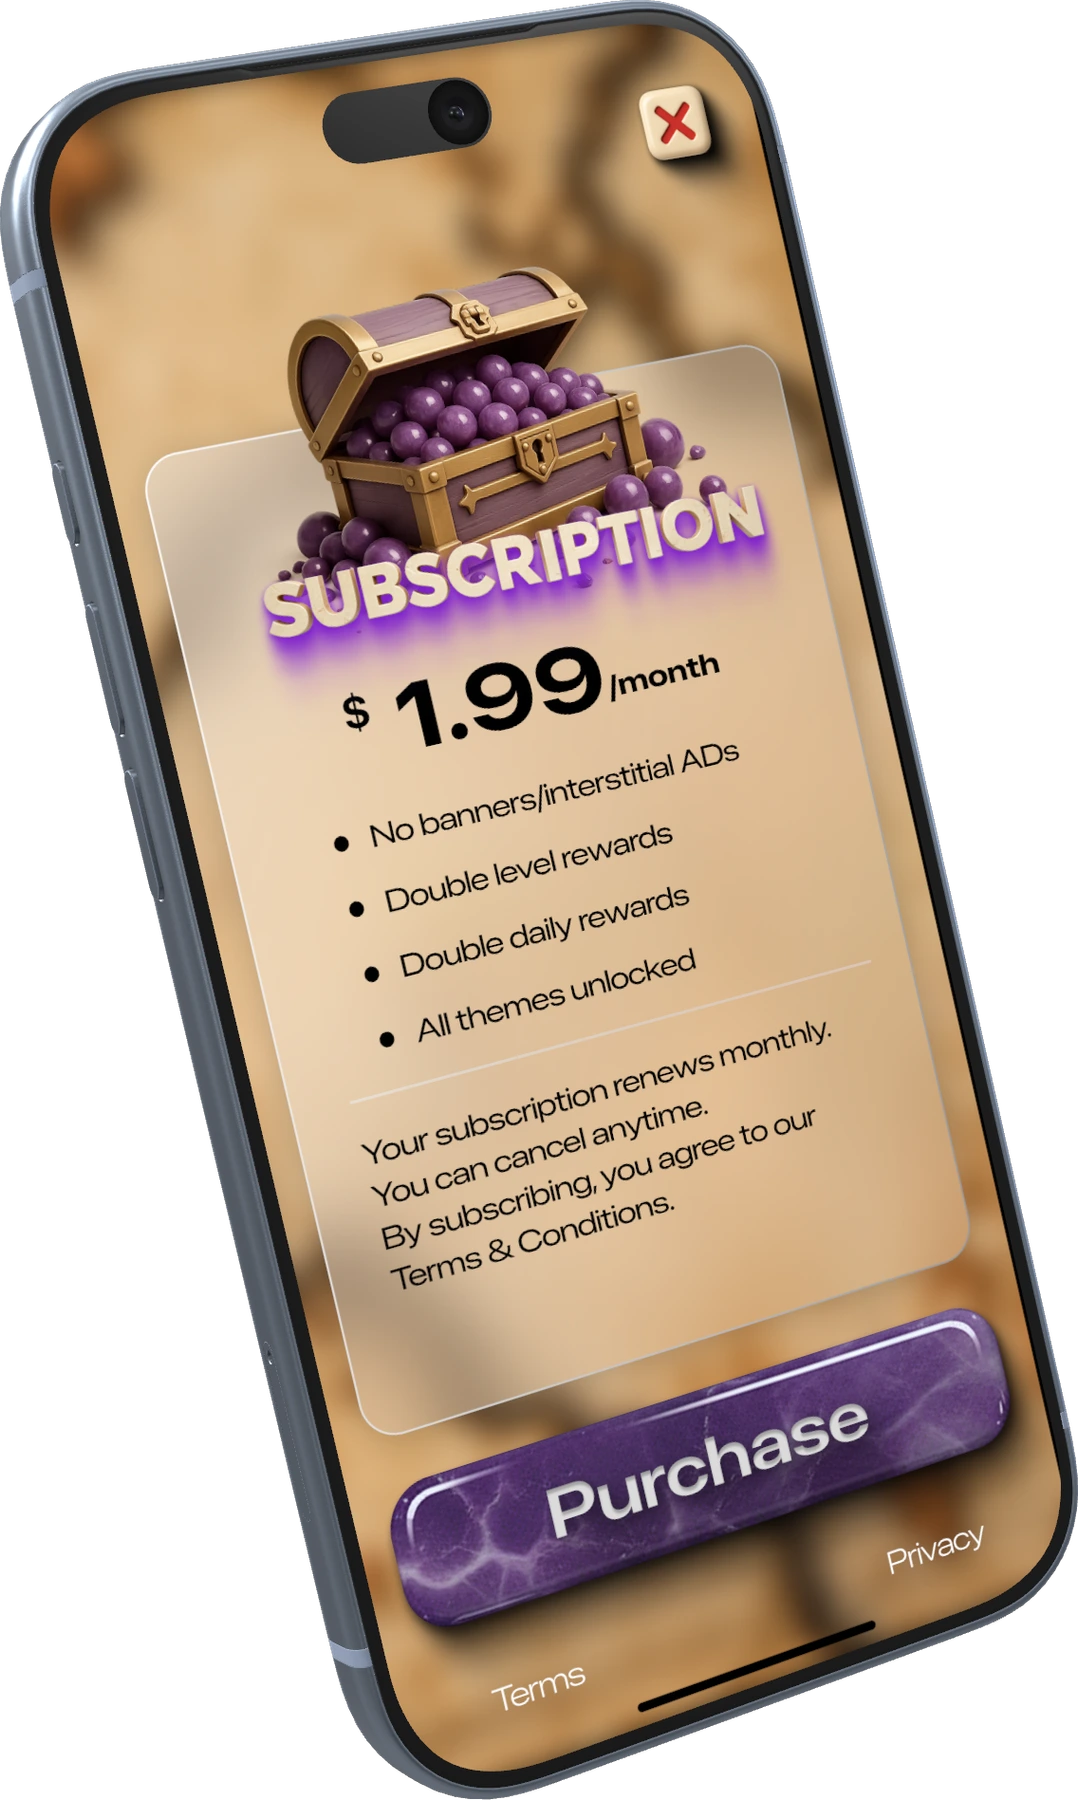 SUBSCRIPTION
$ 1.99/month
• No banners/interstitial ADs
• Double level rewards
• Double daily rewards
• All themes unlocked
Your subscription renews monthly.
You can cancel anytime.
By subscribing, you agree to our
Terms & Conditions.
Purchase
Terms
Privacy